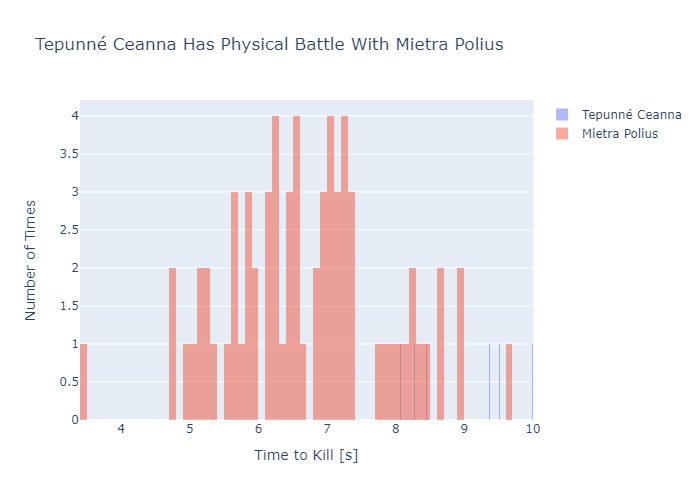 Tepunné Ceanna Has Physical Battle With Mietra Polius
Tepunné Ceanna
Mietra Polius
Number of Times
4
3.5
3
2.5
2
1.5
1
0.5
0
4 5 6 7 8 9 10
Time to Kill [s]